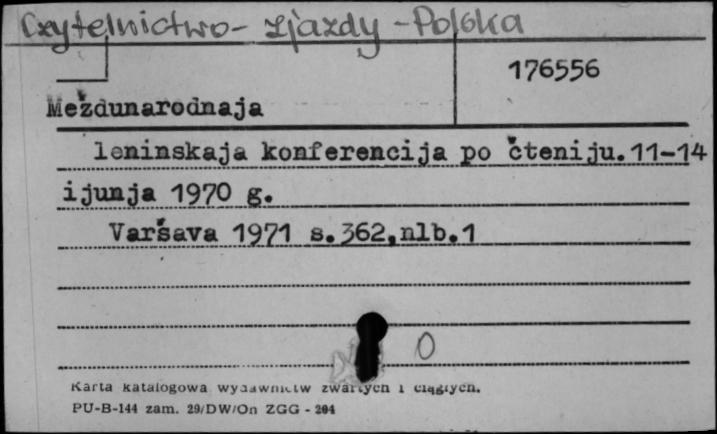 Czytelnictwo - zjazdy - Polska
176556
Meždunarodnaja
leninskaja konferencija po čteniju.11-14
ijunja 1970 g.
Varšava 1971 s.362,nlb.1
0
Karta katalogowa wydawnictw zwartych i ciągłych.
PU-B-144 zam. 29/DW/On ZGG - 204